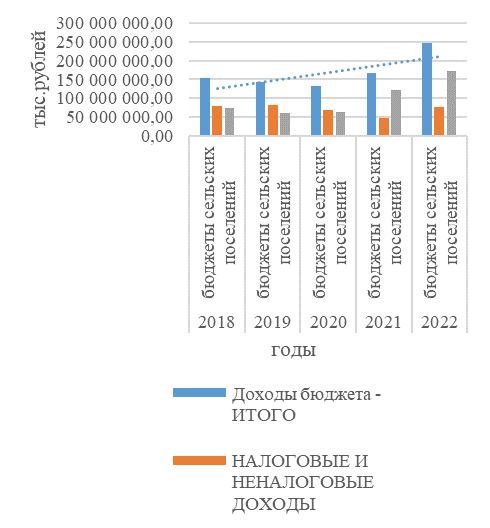 300 000 000,00
250 000 000,00
200 000 000,00
150 000 000,00
100 000 000,00
50 000 000,00
0,00
тыс.рублей
бюджеты сельских
поселений
бюджеты сельских
поселений
бюджеты сельских
поселений
бюджеты сельских
поселений
бюджеты сельских
поселений
2018 2019 2020 2021 2022
годы
Доходы бюджета -
ИТОГО
НАЛОГОВЫЕ И
НЕНАЛОГОВЫЕ
ДОХОДЫ